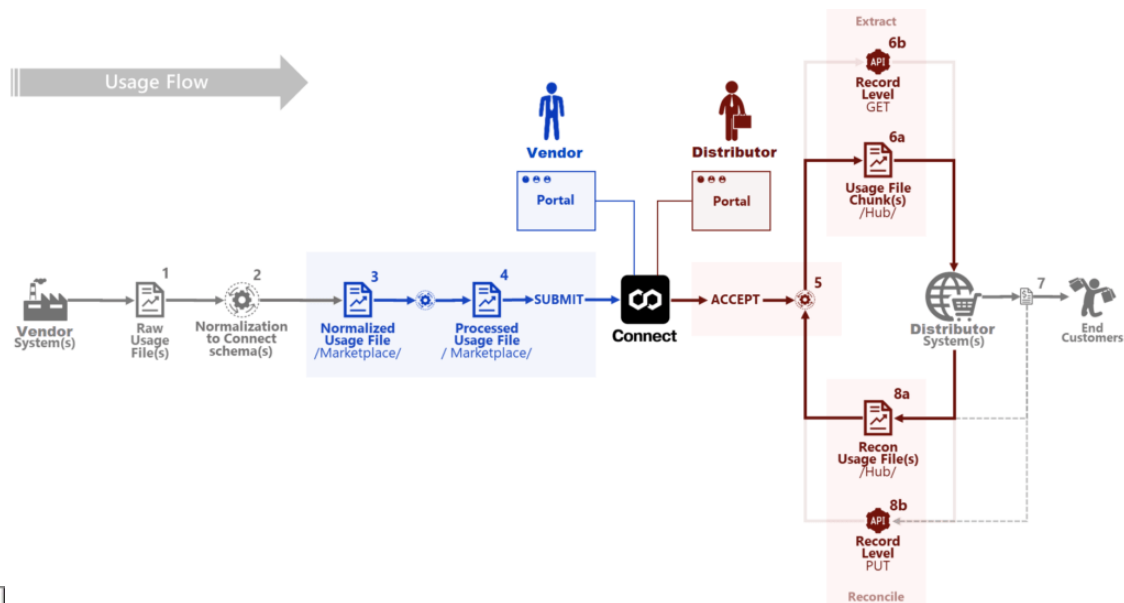 Usage Flow
Extract
6b
API
Record
Level
GET
6a
Usage File
Chunk(s)
/Hub/
Vendor
Portal
Distributor
Portal
Vendor
System(s)
1
Raw
Usage
File(s)
2
Normalization
to Connect
schema(s)
3
Normalized
Usage File
/Marketplace/
4
Processed
Usage File
/ Marketplace/
SUBMIT
Connect
ACCEPT
5
Distributor
System(s)
7
End
Customers
8a
Recon
Usage File(s)
/Hub/
8b
API
Record
Level
PUT
Reconcile